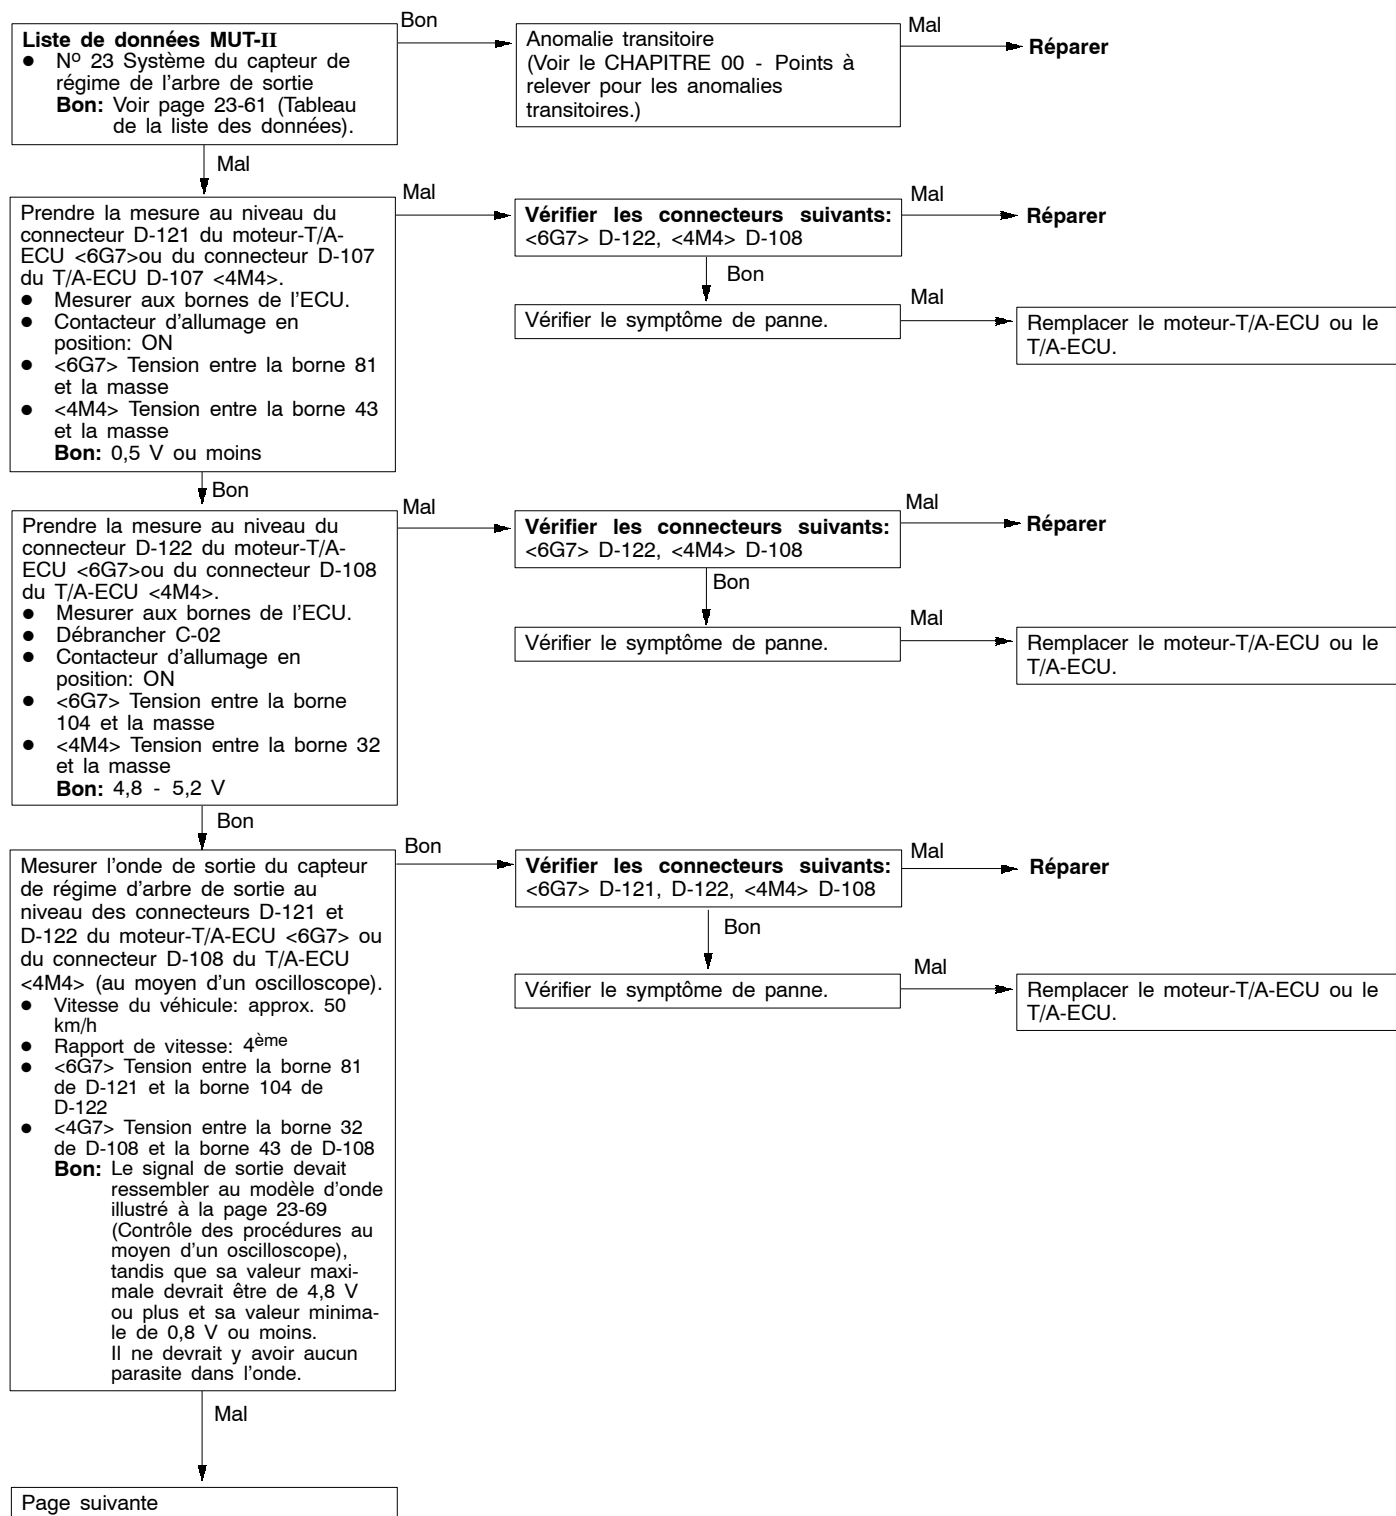 Liste de données MUT-II
● Nº 23 Système du capteur de
régime de l'arbre de sortie
Bon: Voir page 23-61 (Tableau
de la liste des données).
Bon
Anomalie transitoire
(Voir le CHAPITRE 00 - Points à
relever pour les anomalies
transitoires.)
Mal
Réparer
Mal
Prendre la mesure au niveau du
connecteur D-121 du moteur-T/A-
ECU <6G7>ou du connecteur D-107
du T/A-ECU D-107 <4M4>.
● Mesurer aux bornes de l'ECU.
● Contacteur d'allumage en
position: ON
● <6G7> Tension entre la borne 81
et la masse
● <4M4> Tension entre la borne 43
et la masse
Bon: 0,5 V ou moins
Mal
Vérifier les connecteurs suivants:
<6G7> D-122, <4M4> D-108
Mal
Réparer
Bon
Vérifier le symptôme de panne.
Mal
Remplacer le moteur-T/A-ECU ou le
T/A-ECU.
Bon
Prendre la mesure au niveau du
connecteur D-122 du moteur-T/A-
ECU <6G7>ou du connecteur D-108
du T/A-ECU <4M4>.
● Mesurer aux bornes de l'ECU.
● Débrancher C-02
● Contacteur d'allumage en
position: ON
● <6G7> Tension entre la borne
104 et la masse
● <4M4> Tension entre la borne 32
et la masse
Bon: 4,8 - 5,2 V
Mal
Vérifier les connecteurs suivants:
<6G7> D-122, <4M4> D-108
Mal
Réparer
Bon
Vérifier le symptôme de panne.
Mal
Remplacer le moteur-T/A-ECU ou le
T/A-ECU.
Bon
Mesurer l'onde de sortie du capteur
de régime d'arbre de sortie au
niveau des connecteurs D-121 et
D-122 du moteur-T/A-ECU <6G7> ou
du connecteur D-108 du T/A-ECU
<4M4> (au moyen d'un oscilloscope).
● Vitesse du véhicule: approx. 50
km/h
● Rapport de vitesse: 4ème
● <6G7> Tension entre la borne 81
de D-121 et la borne 104 de
D-122
● <4G7> Tension entre la borne 32
de D-108 et la borne 43 de D-108
Bon: Le signal de sortie devait
ressembler au modèle d'onde
illustré à la page 23-69
(Contrôle des procédures au
moyen d'un oscilloscope),
tandis que sa valeur maxi-
male devrait être de 4,8 V
ou plus et sa valeur minima-
le de 0,8 V ou moins.
Il ne devrait y avoir aucun
parasite dans l'onde.
Bon
Vérifier les connecteurs suivants:
<6G7> D-121, D-122, <4M4> D-108
Mal
Réparer
Bon
Vérifier le symptôme de panne.
Mal
Remplacer le moteur-T/A-ECU ou le
T/A-ECU.
Mal
Page suivante